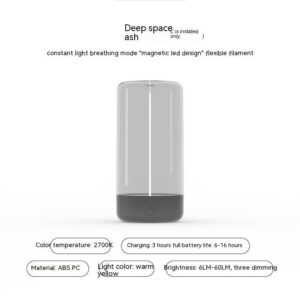 Deep space
ash
C is installed
only !
constant light breathing mode "magnetic led design" flexible filament
Color temperature: 2700K
Charging: 3 hours full battery life: 6-16 hours
Material: ABS PC
Light color: warm
yellow
Brightness: 6LM-60LM, three dimming